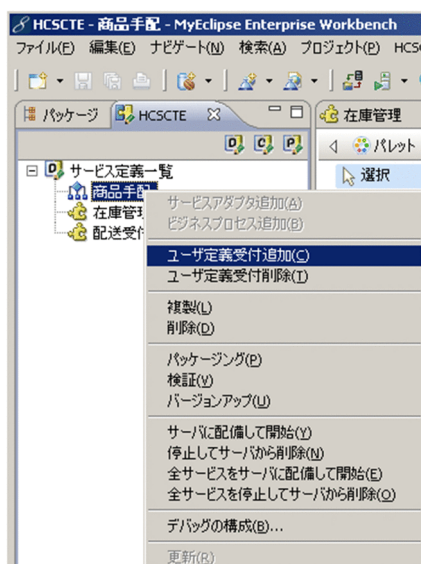 HCSCTE - 商品手配 - MyEclipse Enterprise Workbench
ファイル(F) 編集(E) ナビゲート(N) 検索(A) プロジェクト(P) HCS
パッケージ HCSCTE 在庫管理
パレット
選択
サービス定義一覧
商品手配
在庫管理
配送受付
サービスアダプタ追加(A)
ビジネスプロセス追加(B)
ユーザ定義受付追加(C)
ユーザ定義受付削除(T)
複製(L)
削除(D)
パッケージング(P)
検証(V)
バージョンアップ(U)
サーバに配備して開始(Y)
停止してサーバから削除(N)
全サービスをサーバに配備して開始(E)
全サービスを停止してサーバから削除(O)
デバッグの構成(B)...
更新(R)